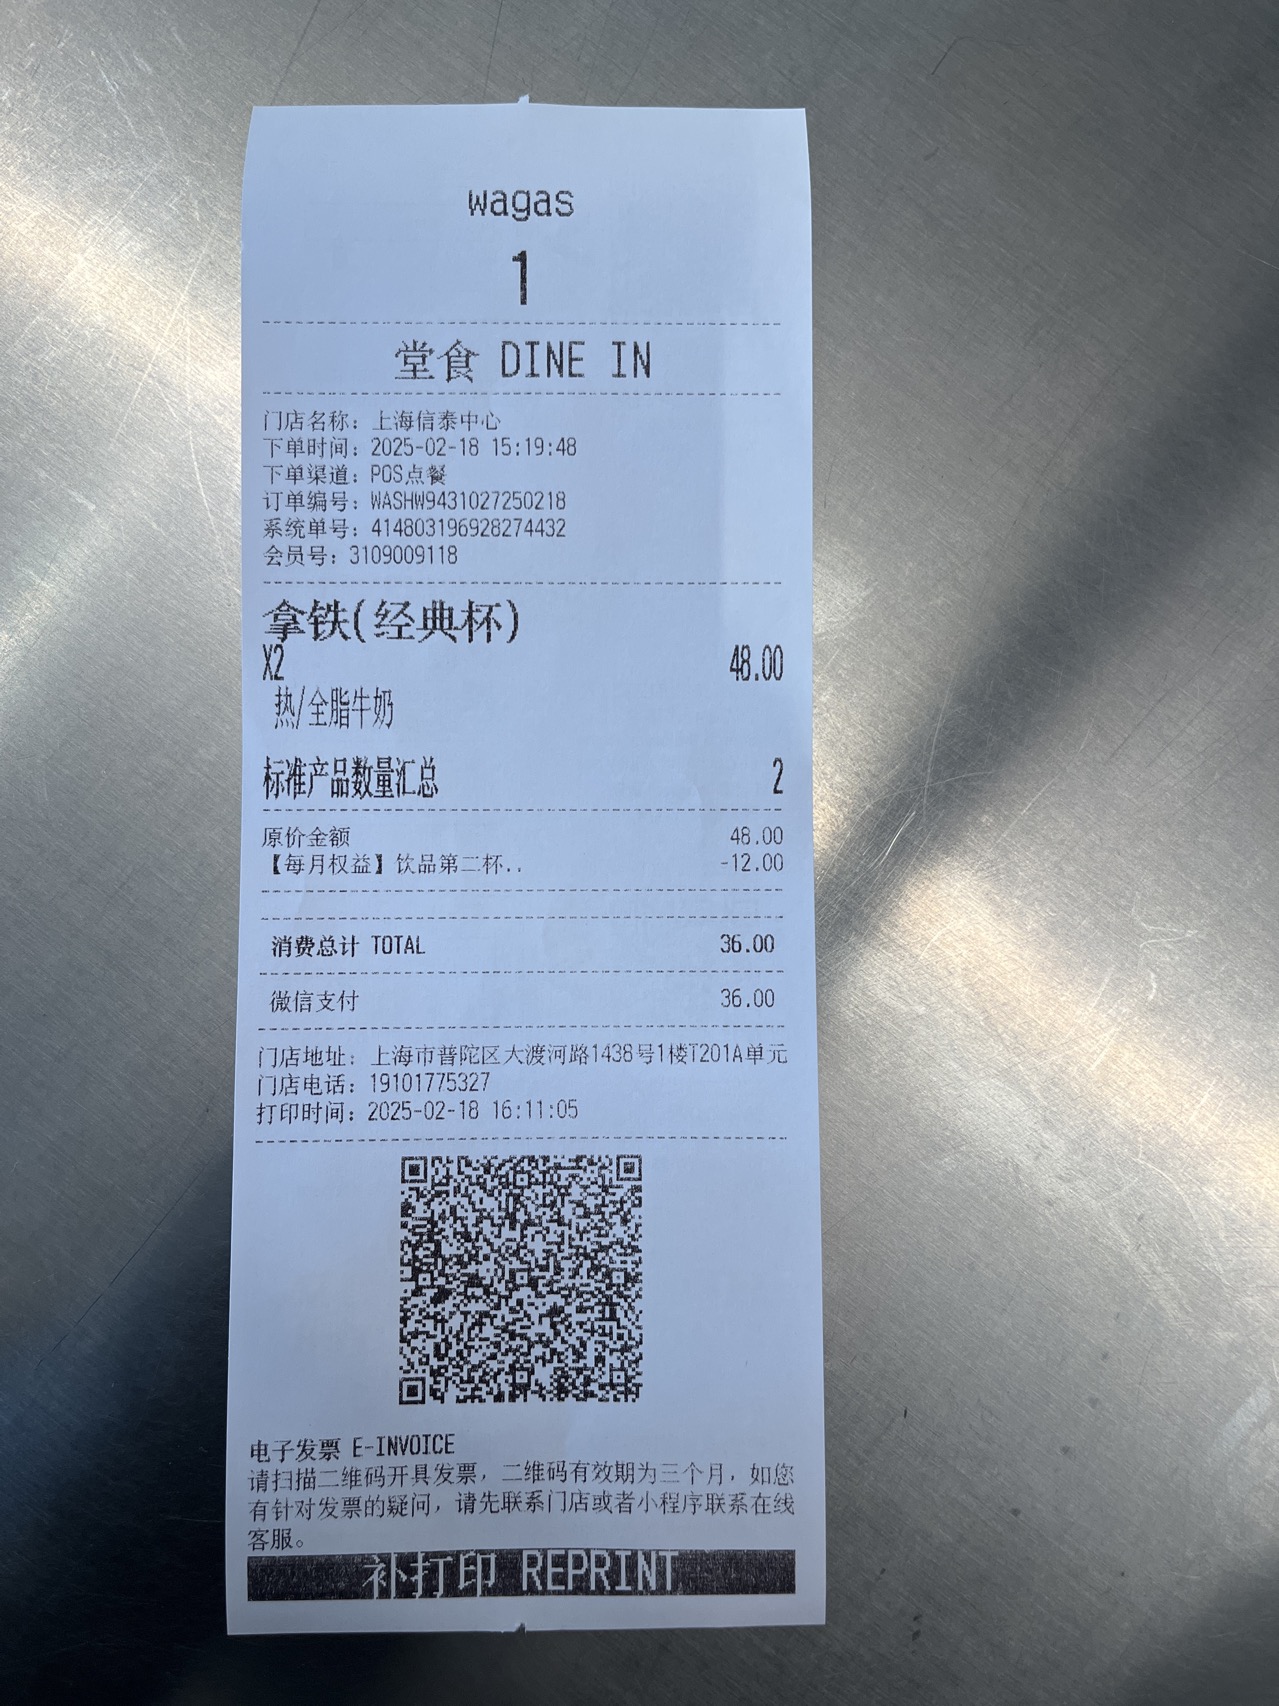 wagas
1
堂食 DINE IN
门店名称：上海信泰中心
下单时间：2025-02-18 15:19:48
下单渠道：POS点餐
订单编号：WASHW9431027250218
系统单号：414803196928274432
会员号：3109009118
拿铁(经典杯)
X2 48.00
热/全脂牛奶
标准产品数量汇总 2
原价金额 48.00
【每月权益】饮品第二杯.. -12.00
消费总计 TOTAL 36.00
微信支付 36.00
门店地址：上海市普陀区大渡河路1438号1楼T201A单元
门店电话：19101775327
打印时间：2025-02-18 16:11:05
电子发票 E-INVOICE
请扫描二维码开具发票，二维码有效期为三个月，如您
有针对发票的疑问，请先联系门店或者小程序联系在线
客服。
补打印 REPRINT